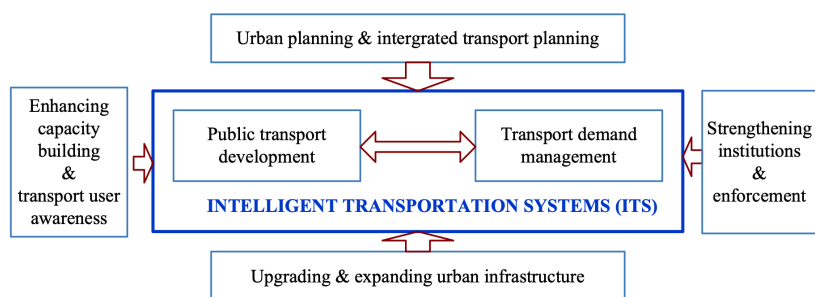 Urban planning & intergrated transport planning
Enhancing
capacity
building
&
transport user
awareness
Public transport
development
Transport demand
management
INTELLIGENT TRANSPORTATION SYSTEMS (ITS)
Strengthening
institutions
&
enforcement
Upgrading & expanding urban infrastructure